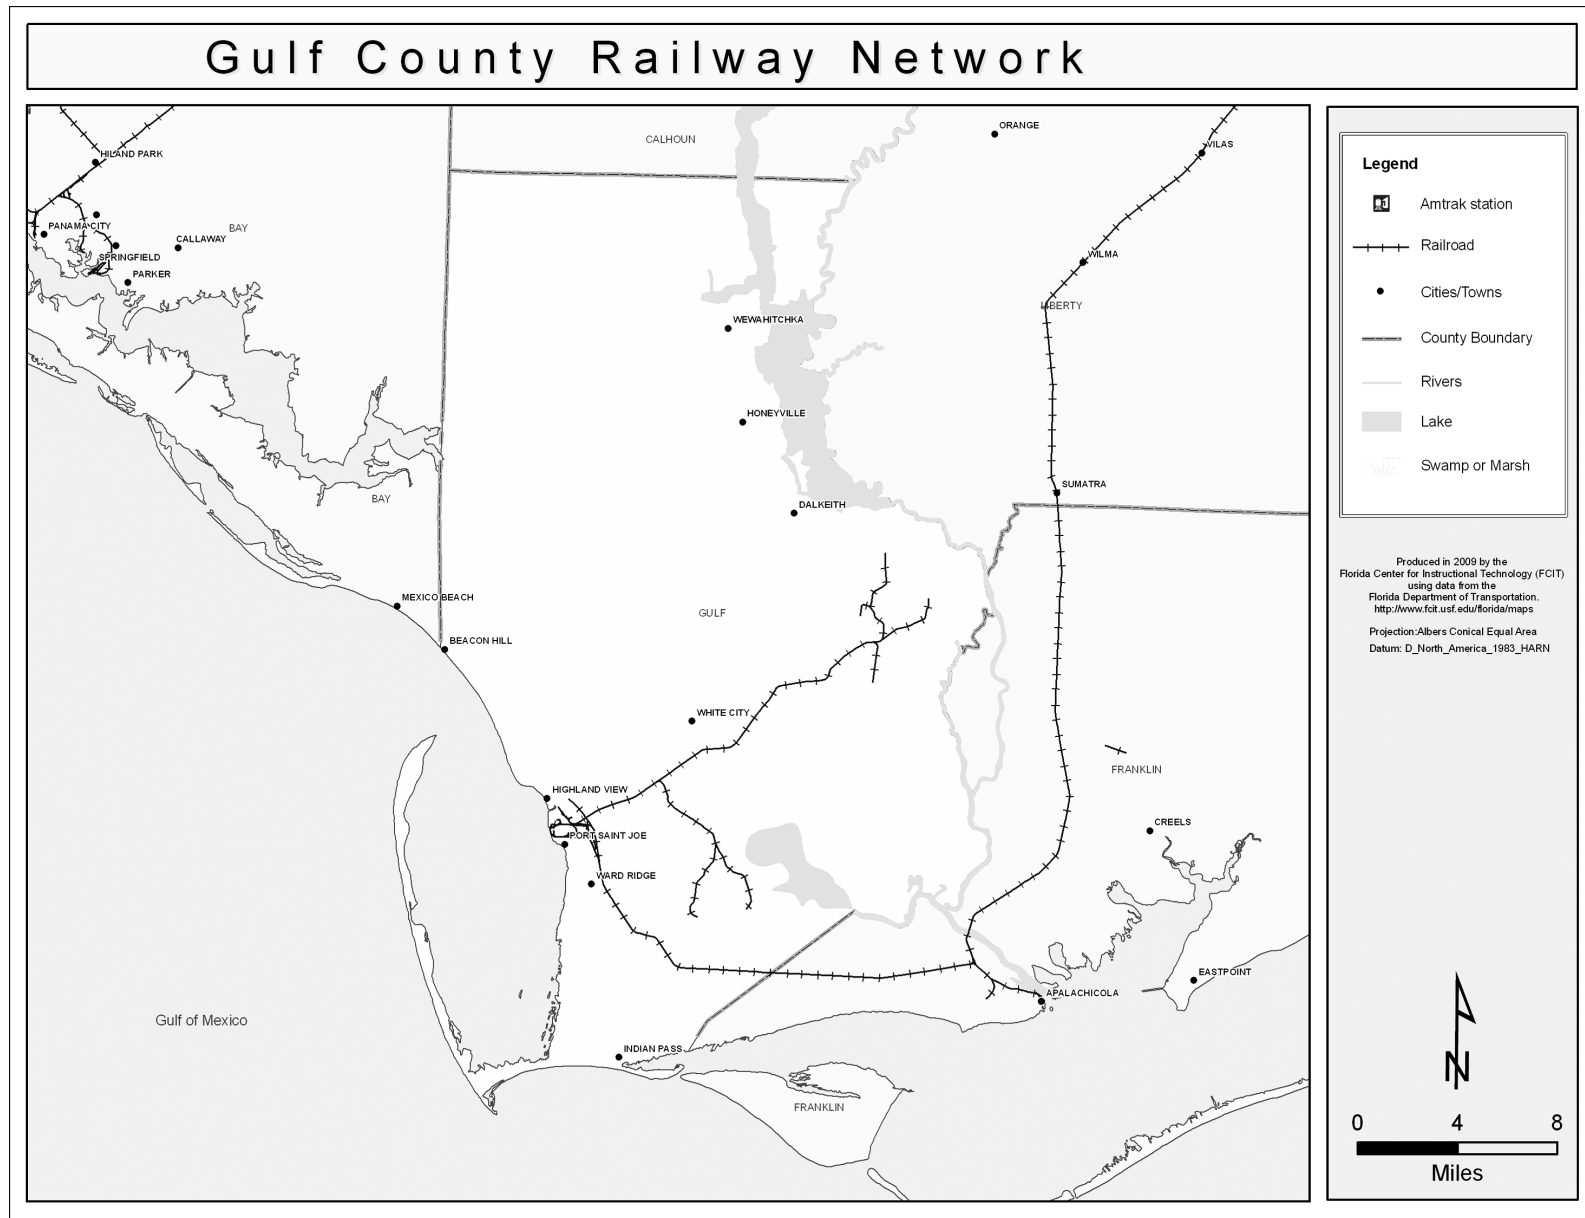 Gulf County Railway Network
CALHOUN
ORANGE
VILAS
HILAND PARK
PANAMA CITY
BAY
CALLAWAY
SPRINGFIELD
PARKER
WILMA
LIBERTY
WEWAHITCHKA
HONEYVILLE
BAY
SUMATRA
DALKEITH
MEXICO BEACH
GULF
BEACON HILL
WHITE CITY
FRANKLIN
HIGHLAND VIEW
CREELS
PORT SAINT JOE
WARD RIDGE
EASTPOINT
APALACHICOLA
Gulf of Mexico
INDIAN PASS
FRANKLIN
Legend
Amtrak station
Railroad
Cities/Towns
County Boundary
Rivers
Lake
Swamp or Marsh
Produced in 2009 by the
Florida Center for Instructional Technology (FCIT)
using data from the
Florida Department of Transportation.
http://www.fcit.usf.edu/florida/maps
Projection:Albers Conical Equal Area
Datum: D_North_America_1983_HARN
N
0 4 8
Miles